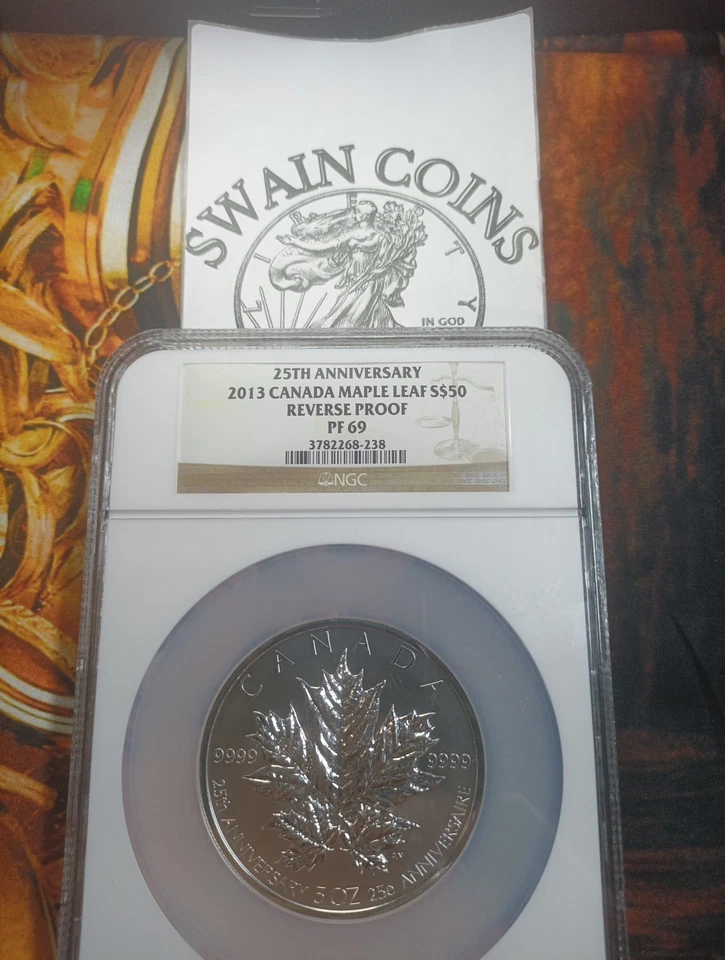 SWAIN COINS
LIBERTY
IN GOD
25TH ANNIVERSARY
2013 CANADA MAPLE LEAF S$50
REVERSE PROOF
PF 69
3782268-238
NGC
CANADA
9999 9999
25th ANNIVERSARY 5 OZ 25e ANNIVERSAIRE